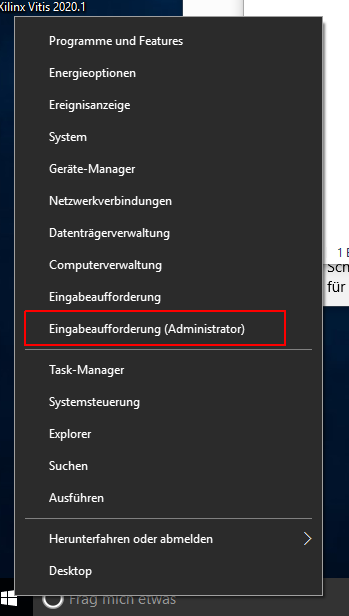 Xilinx Vitis 2020.1
Programme und Features
Energieoptionen
Ereignisanzeige
System
Geräte-Manager
Netzwerkverbindungen
Datenträgerverwaltung
Computerverwaltung
Eingabeaufforderung
Eingabeaufforderung (Administrator)
Task-Manager
Systemsteuerung
Explorer
Suchen
Ausführen
Herunterfahren oder abmelden
Desktop
1
Sch
für
Frag mich etwas